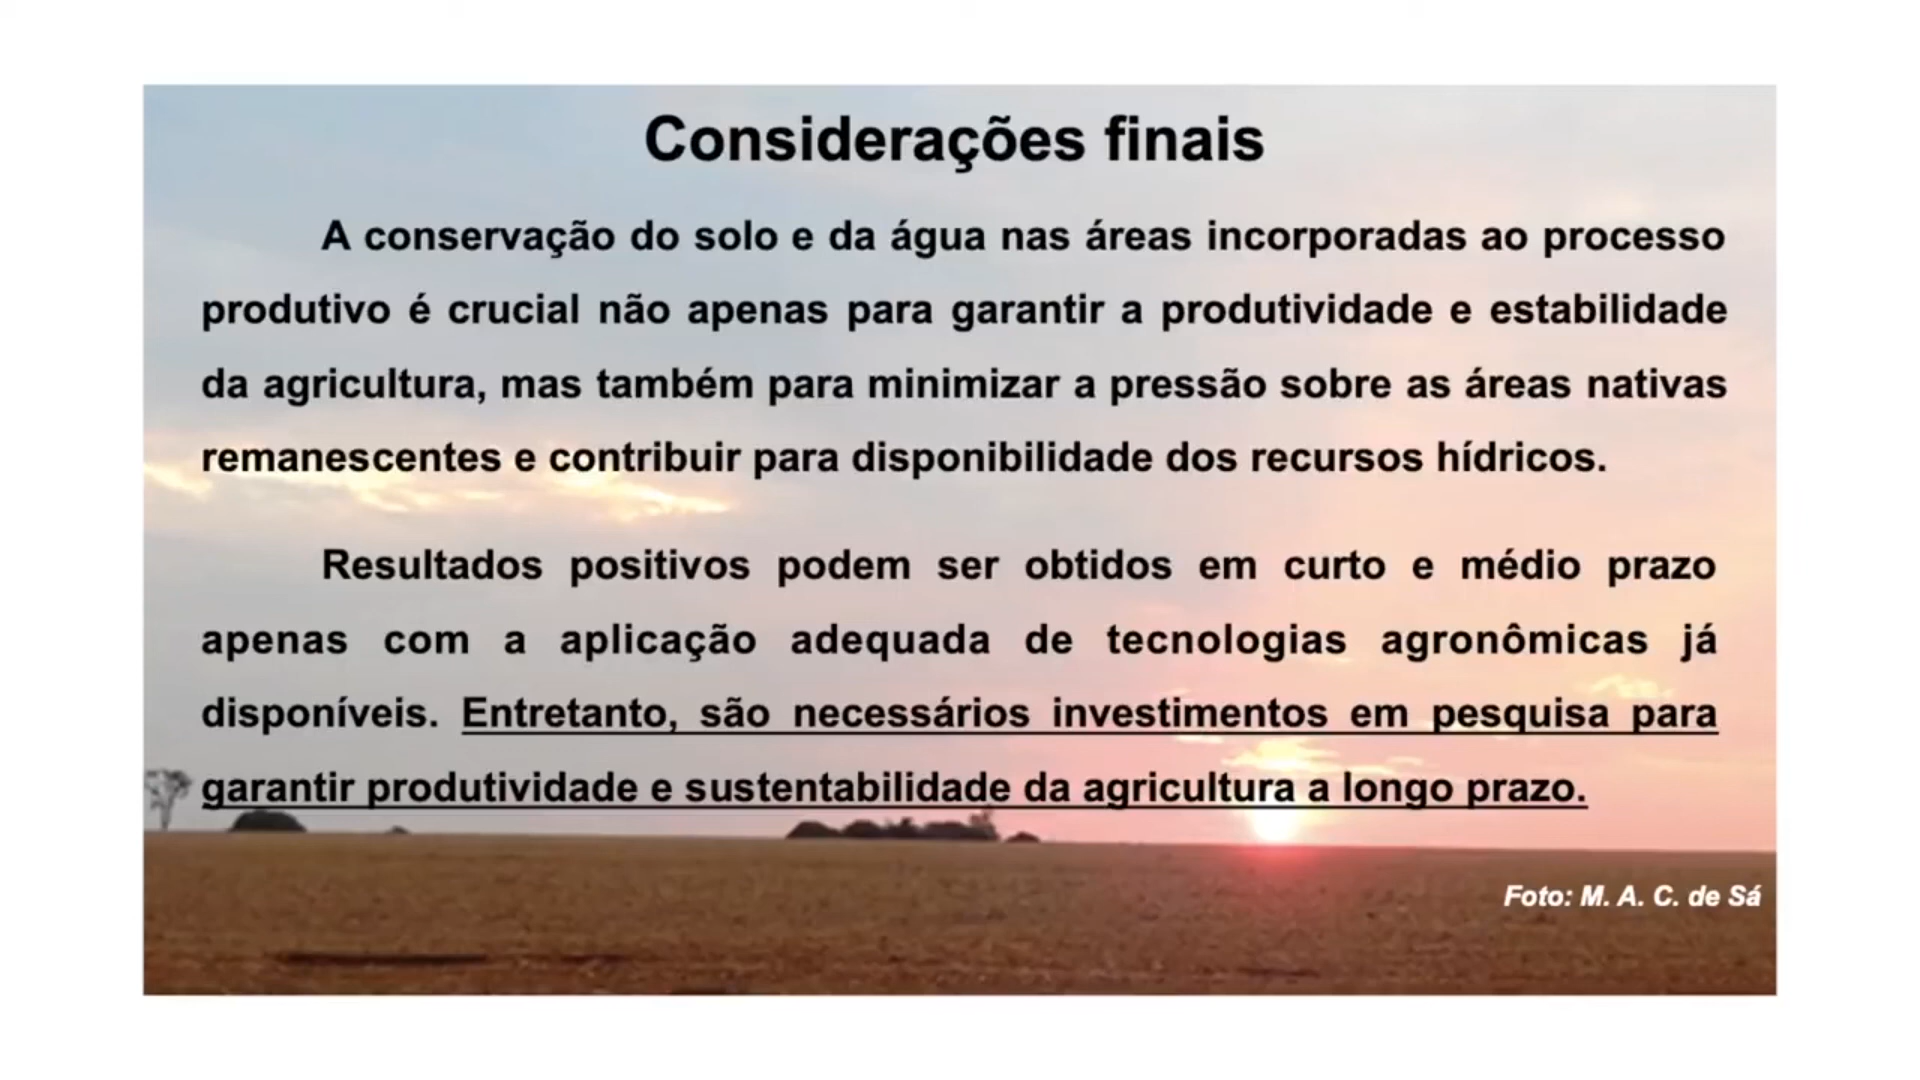 Considerações finais
A conservação do solo e da água nas áreas incorporadas ao processo
produtivo é crucial não apenas para garantir a produtividade e estabilidade
da agricultura, mas também para minimizar a pressão sobre as áreas nativas
remanescentes e contribuir para disponibilidade dos recursos hídricos.
Resultados positivos podem ser obtidos em curto e médio prazo
apenas com a aplicação adequada de tecnologias agronômicas já
disponíveis. Entretanto, são necessários investimentos em pesquisa para
garantir produtividade e sustentabilidade da agricultura a longo prazo.
Foto: M. A. C. de Sá